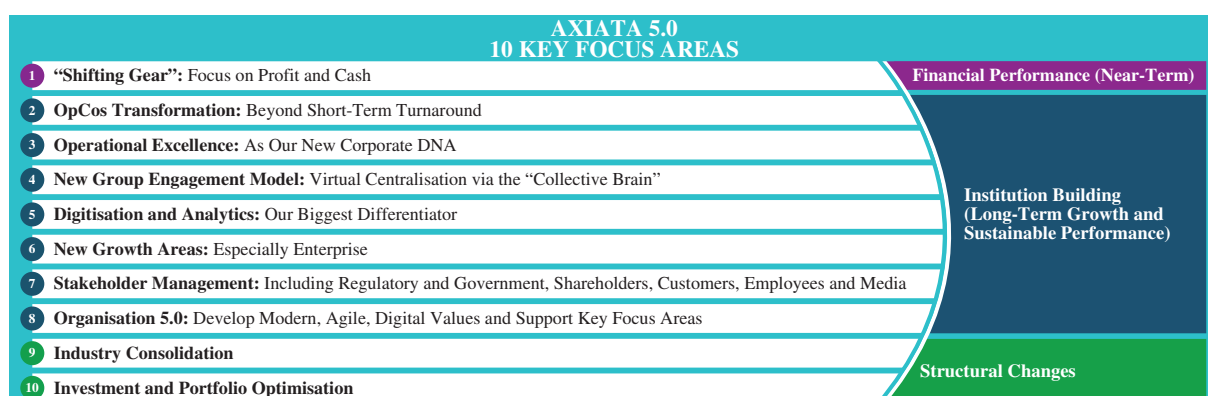 AXIATA 5.0
10 KEY FOCUS AREAS
1 “Shifting Gear”: Focus on Profit and Cash
Financial Performance (Near-Term)
2 OpCos Transformation: Beyond Short-Term Turnaround
3 Operational Excellence: As Our New Corporate DNA
4 New Group Engagement Model: Virtual Centralisation via the “Collective Brain”
5 Digitisation and Analytics: Our Biggest Differentiator
6 New Growth Areas: Especially Enterprise
7 Stakeholder Management: Including Regulatory and Government, Shareholders, Customers, Employees and Media
8 Organisation 5.0: Develop Modern, Agile, Digital Values and Support Key Focus Areas
Institution Building
(Long-Term Growth and
Sustainable Performance)
9 Industry Consolidation
10 Investment and Portfolio Optimisation
Structural Changes